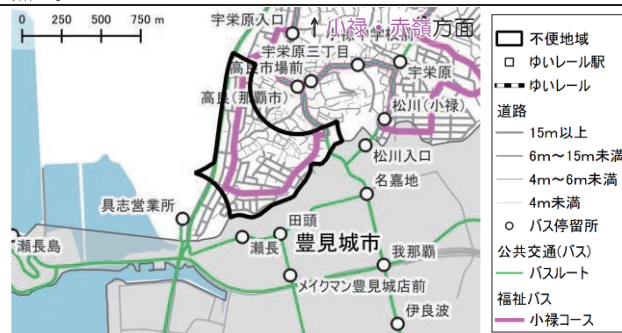 0 250 500 750 m
宇栄原入口
↑小禄・赤嶺方面
宇栄原三丁目
高良市場前
宇栄原
高良(那覇市)
松川(小禄)
松川入口
名嘉地
具志営業所
田頭
瀬長島
瀬長
豊見城市
我那覇
メイクマン豊見城店前
伊良波
不便地域
ゆいレール駅
ゆいレール
道路
15m以上
6m~15m未満
4m~6m未満
4m未満
バス停留所
公共交通(バス)
バスルート
福祉バス
小禄コース